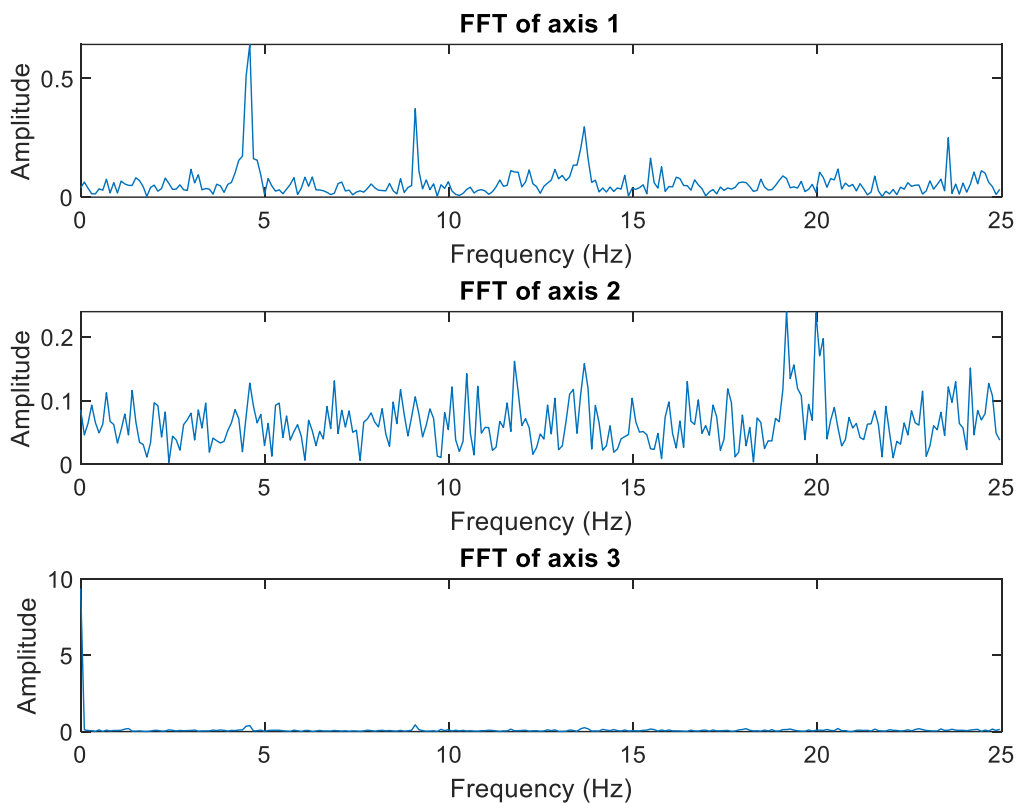 FFT of axis 1
Amplitude
0.5
0
0 5 10 15 20 25
Frequency (Hz)
FFT of axis 2
Amplitude
0.2
0.1
0
0 5 10 15 20 25
Frequency (Hz)
FFT of axis 3
Amplitude
10
5
0
0 5 10 15 20 25
Frequency (Hz)